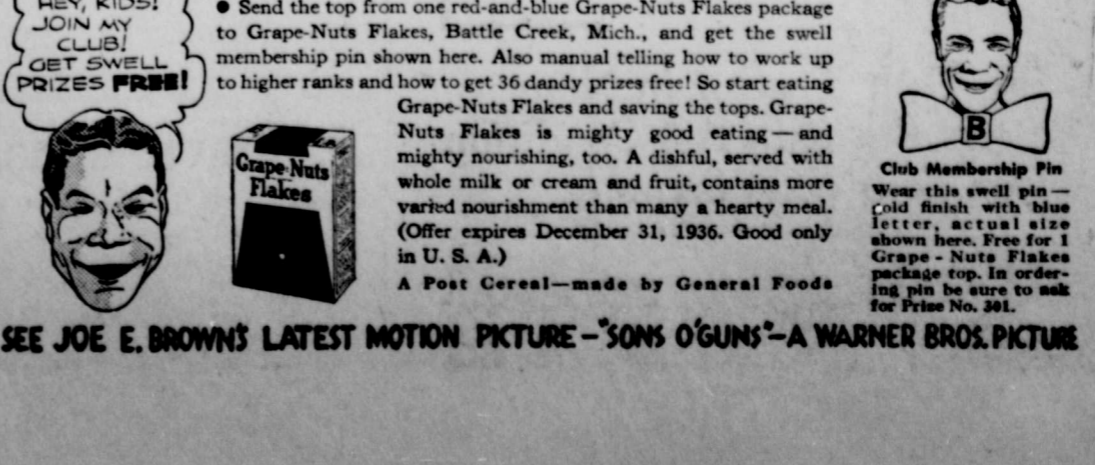 HEY, KIDS!
JOIN MY
CLUB!
GET SWELL
PRIZES FREE!
● Send the top from one red-and-blue Grape-Nuts Flakes package
to Grape-Nuts Flakes, Battle Creek, Mich., and get the swell
membership pin shown here. Also manual telling how to work up
to higher ranks and how to get 36 dandy prizes free! So start eating
Grape-Nuts Flakes and saving the tops. Grape-
Nuts Flakes is mighty good eating—and
mighty nourishing, too. A dishful, served with
whole milk or cream and fruit, contains more
varied nourishment than many a hearty meal.
(Offer expires December 31, 1936. Good only
in U. S. A.)
A Post Cereal—made by General Foods
Grape-Nuts
Flakes
B
Club Membership Pin
Wear this swell pin—
gold finish with blue
letter, actual size
shown here. Free for 1
Grape-Nuts Flakes
package top. In order-
ing pin be sure to ask
for Prize No. 301.
SEE JOE E. BROWN'S LATEST MOTION PICTURE—"SONS O'GUNS"—A WARNER BROS. PICTURE